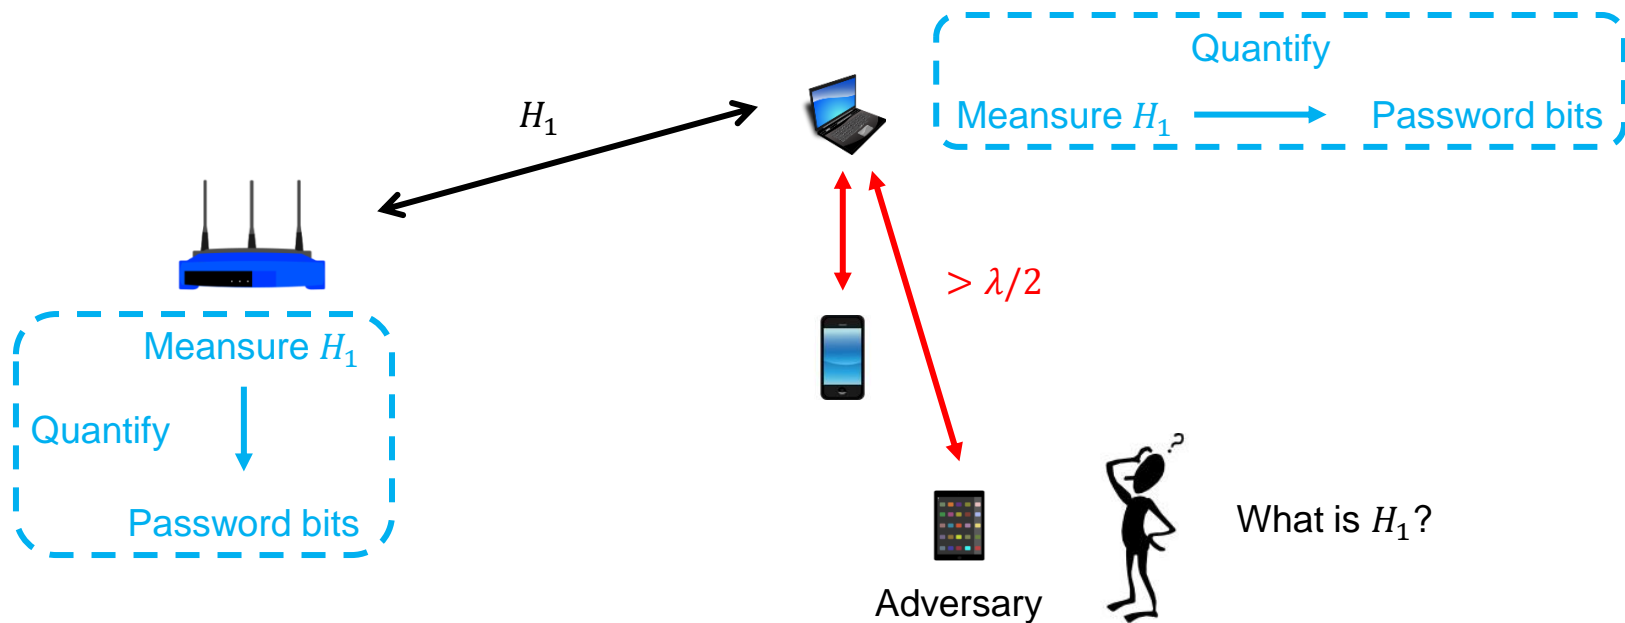 Quantify
Meansure H₁
Password bits
H₁
> λ/2
Meansure H₁
Quantify
Password bits
?
What is H₁?
Adversary